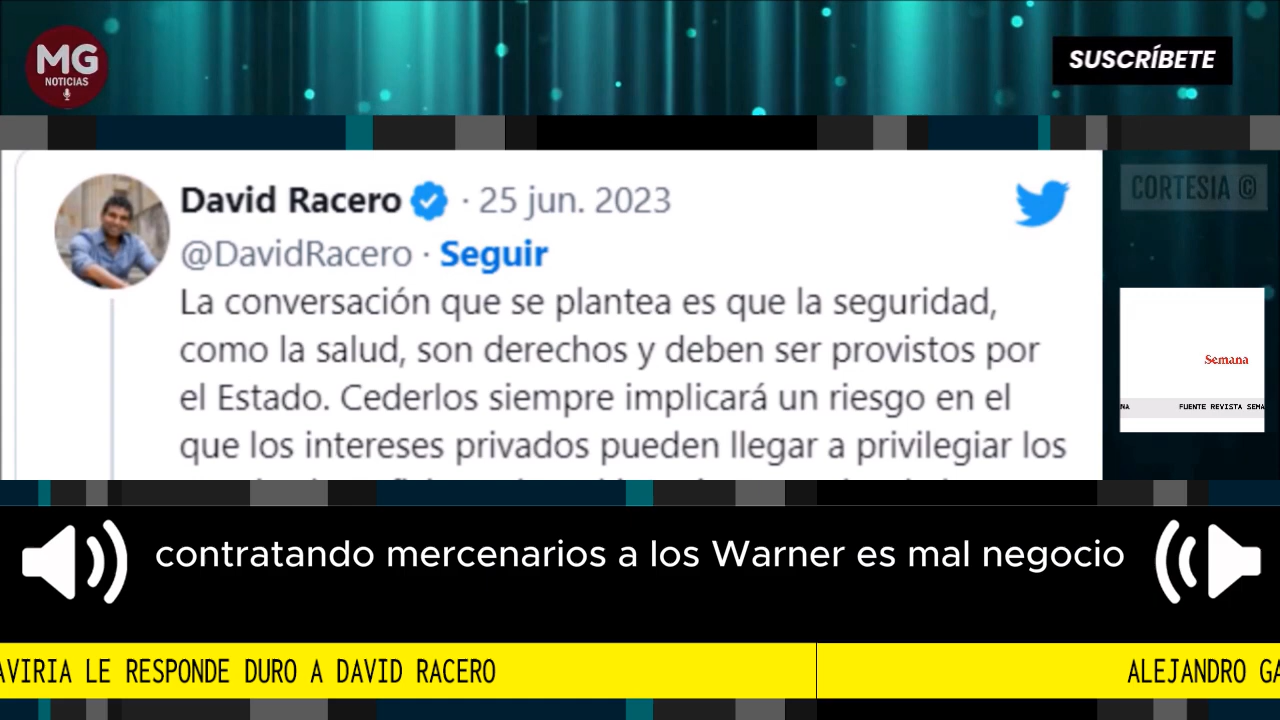 MG
NOTICIAS
SUSCRÍBETE
David Racero · 25 jun. 2023
@DavidRacero · Seguir
La conversación que se plantea es que la seguridad,
como la salud, son derechos y deben ser provistos por
el Estado. Cederlos siempre implicará un riesgo en el
que los intereses privados pueden llegar a privilegiar los
CORTESIA ©
Semana
NA FUENTE REVISTA SEMA
contratando mercenarios a los Warner es mal negocio
AVIRIA LE RESPONDE DURO A DAVID RACERO
ALEJANDRO GA